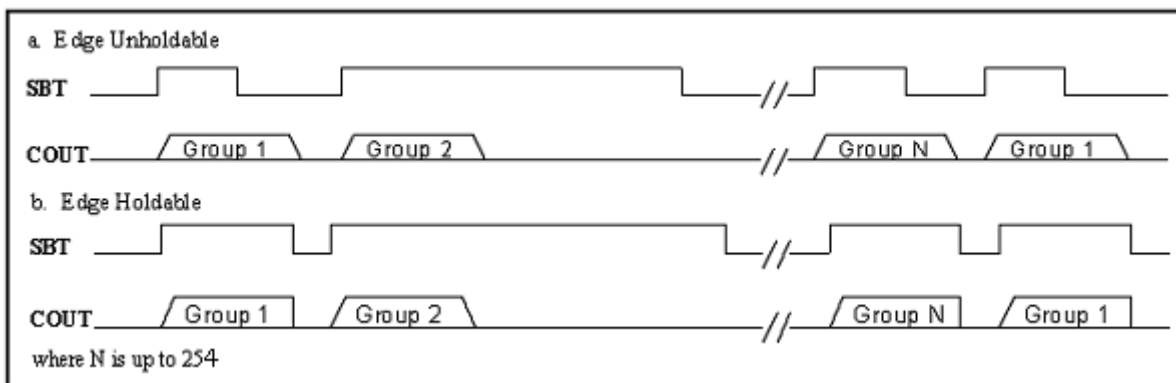 a. Edge Unholdable
SBT
//
COUT Group 1 Group 2 // Group N Group 1
b. Edge Holdable
SBT
//
COUT Group 1 Group 2 // Group N Group 1
where N is up to 254